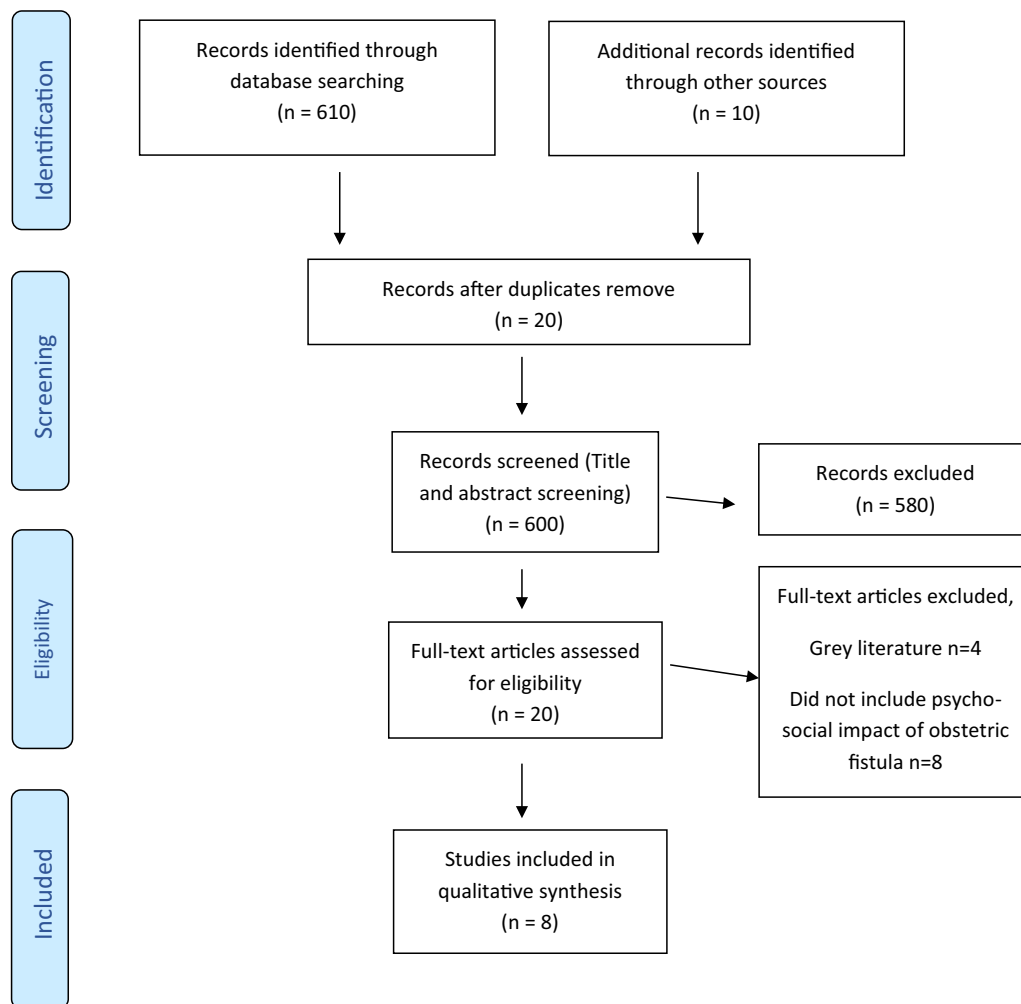 Identification
Records identified through
database searching
(n = 610)
Additional records identified
through other sources
(n = 10)
Screening
Records after duplicates remove
(n = 20)
Records screened (Title
and abstract screening)
(n = 600)
Records excluded
(n = 580)
Eligibility
Full-text articles assessed
for eligibility
(n = 20)
Full-text articles excluded,
Grey literature n=4
Did not include psycho-
social impact of obstetric
fistula n=8
Included
Studies included in
qualitative synthesis
(n = 8)